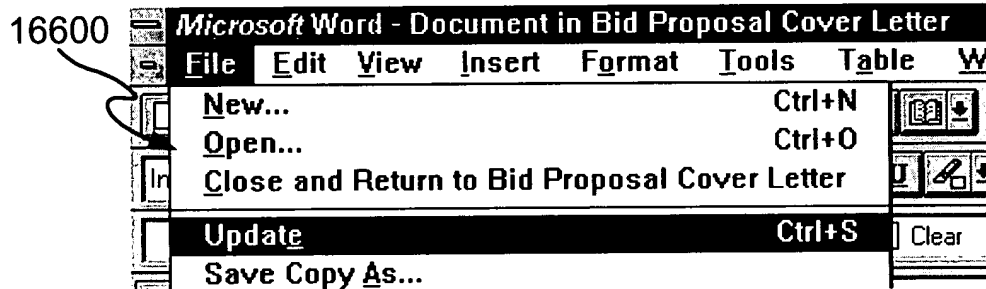 16600
Microsoft Word - Document in Bid Proposal Cover Letter
File Edit View Insert Format Tools Table W
New... Ctrl+N
Open... Ctrl+O
Close and Return to Bid Proposal Cover Letter
Update Ctrl+S
Clear
Save Copy As...